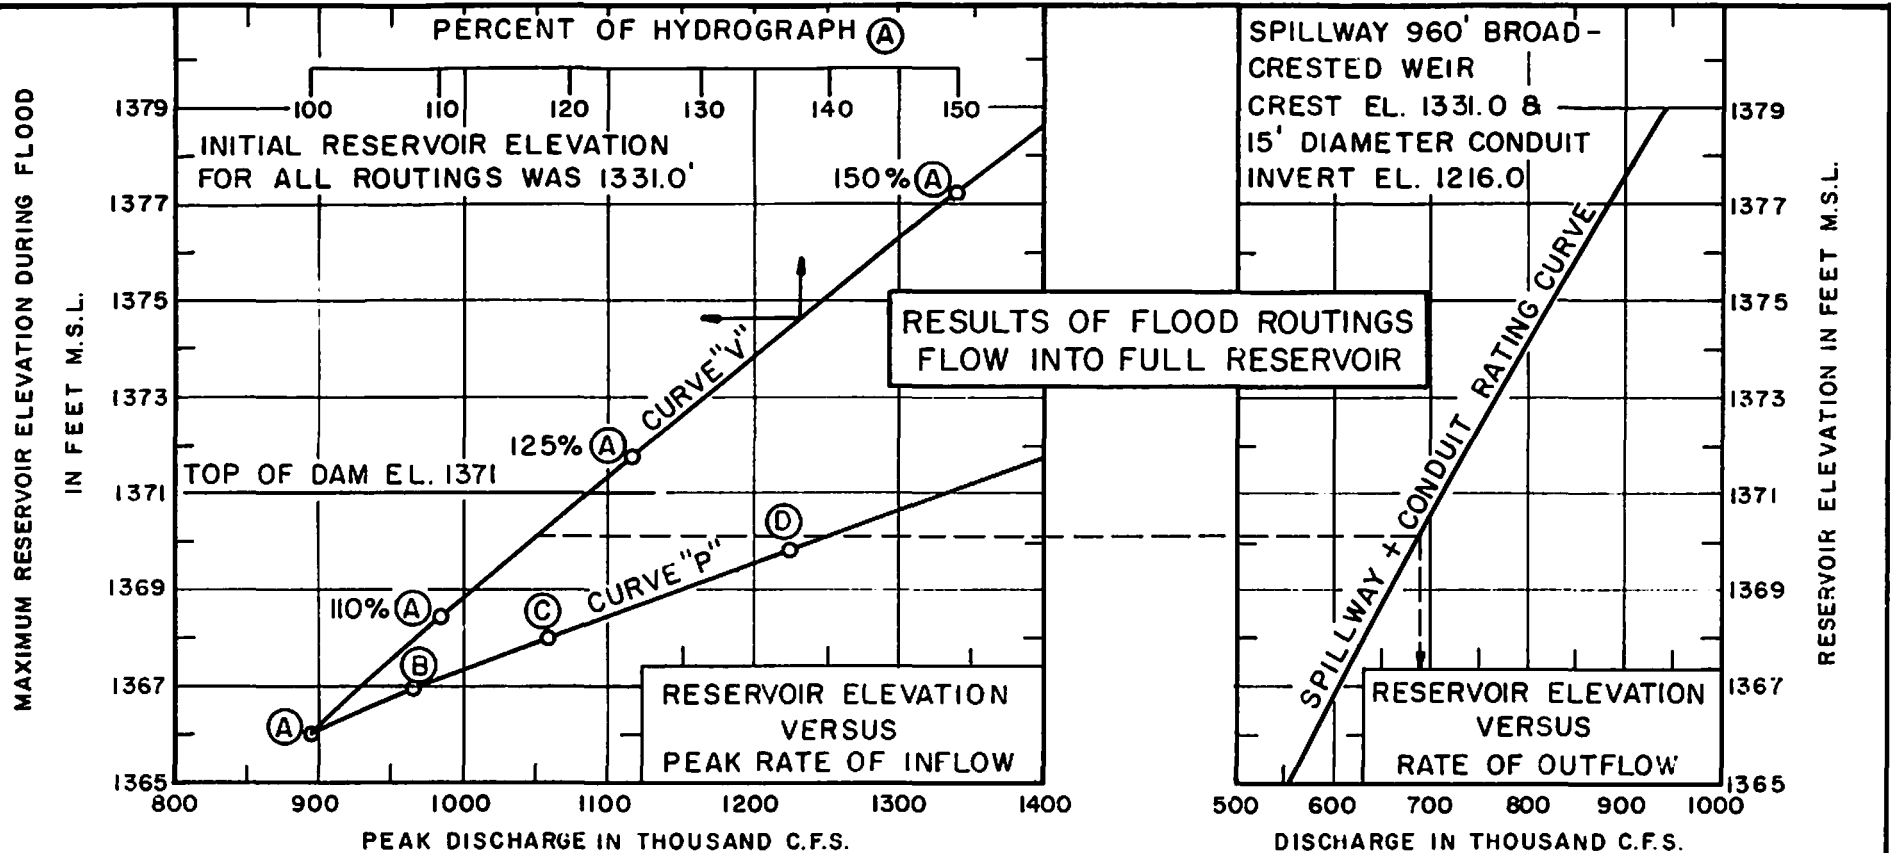 PERCENT OF HYDROGRAPH A
100 110 120 130 140 150
INITIAL RESERVOIR ELEVATION
FOR ALL ROUTINGS WAS 1331.0'
150% A
CURVE "V"
125% A
TOP OF DAM EL. 1371
110% A
D
C
CURVE "P"
B
A
RESERVOIR ELEVATION
VERSUS
PEAK RATE OF INFLOW
MAXIMUM RESERVOIR ELEVATION DURING FLOOD
IN FEET M.S.L.
1379
1377
1375
1373
1371
1369
1367
1365
800 900 1000 1100 1200 1300 1400
PEAK DISCHARGE IN THOUSAND C.F.S.
RESULTS OF FLOOD ROUTINGS
FLOW INTO FULL RESERVOIR
SPILLWAY 960' BROAD-
CRESTED WEIR
CREST EL. 1331.0 &
15' DIAMETER CONDUIT
INVERT EL. 1216.0
SPILLWAY + CONDUIT RATING CURVE
RESERVOIR ELEVATION
VERSUS
RATE OF OUTFLOW
1379
1377
1375
1373
1371
1369
1367
1365
RESERVOIR ELEVATION IN FEET M.S.L.
500 600 700 800 900 1000
DISCHARGE IN THOUSAND C.F.S.